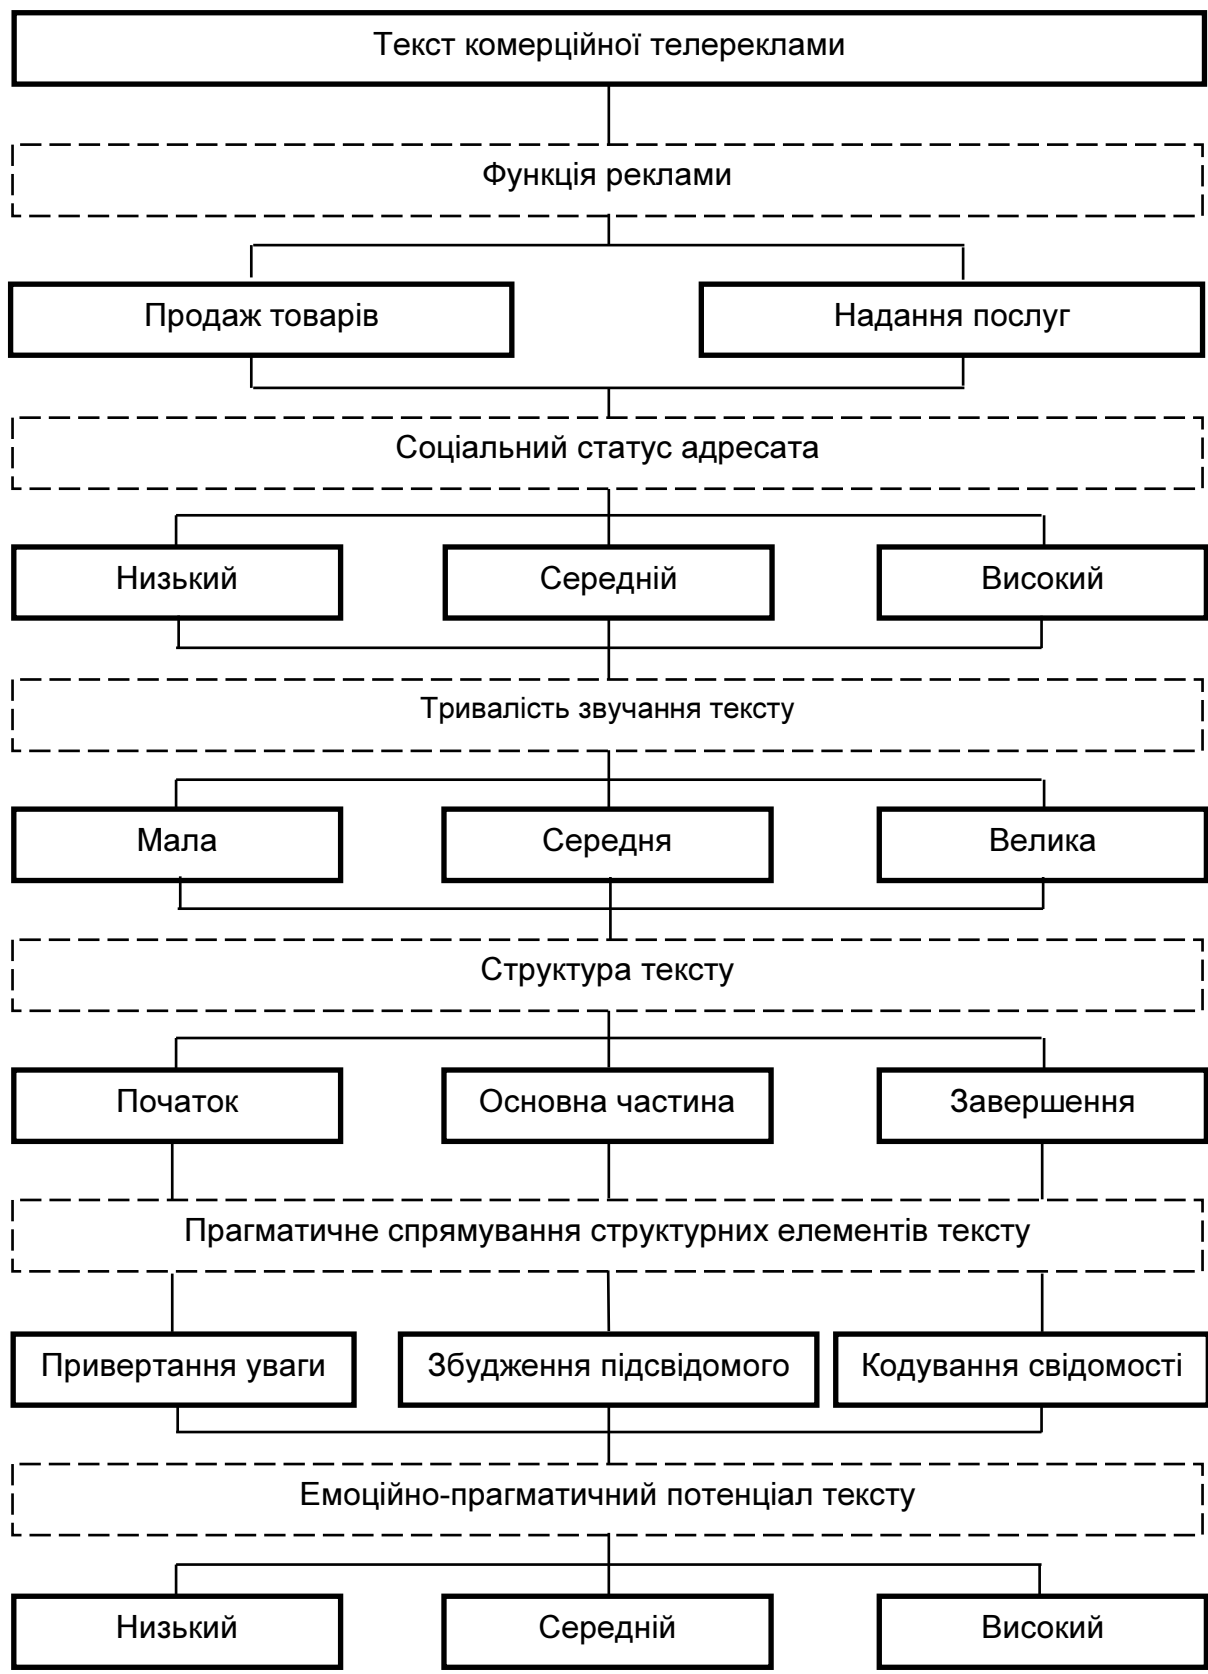 Текст комерційної телереклами
Функція реклами
Продаж товарів
Надання послуг
Соціальний статус адресата
Низький
Середній
Високий
Тривалість звучання тексту
Мала
Середня
Велика
Структура тексту
Початок
Основна частина
Завершення
Прагматичне спрямування структурних елементів тексту
Привертання уваги
Збудження підсвідомого
Кодування свідомості
Емоційно-прагматичний потенціал тексту
Низький
Середній
Високий